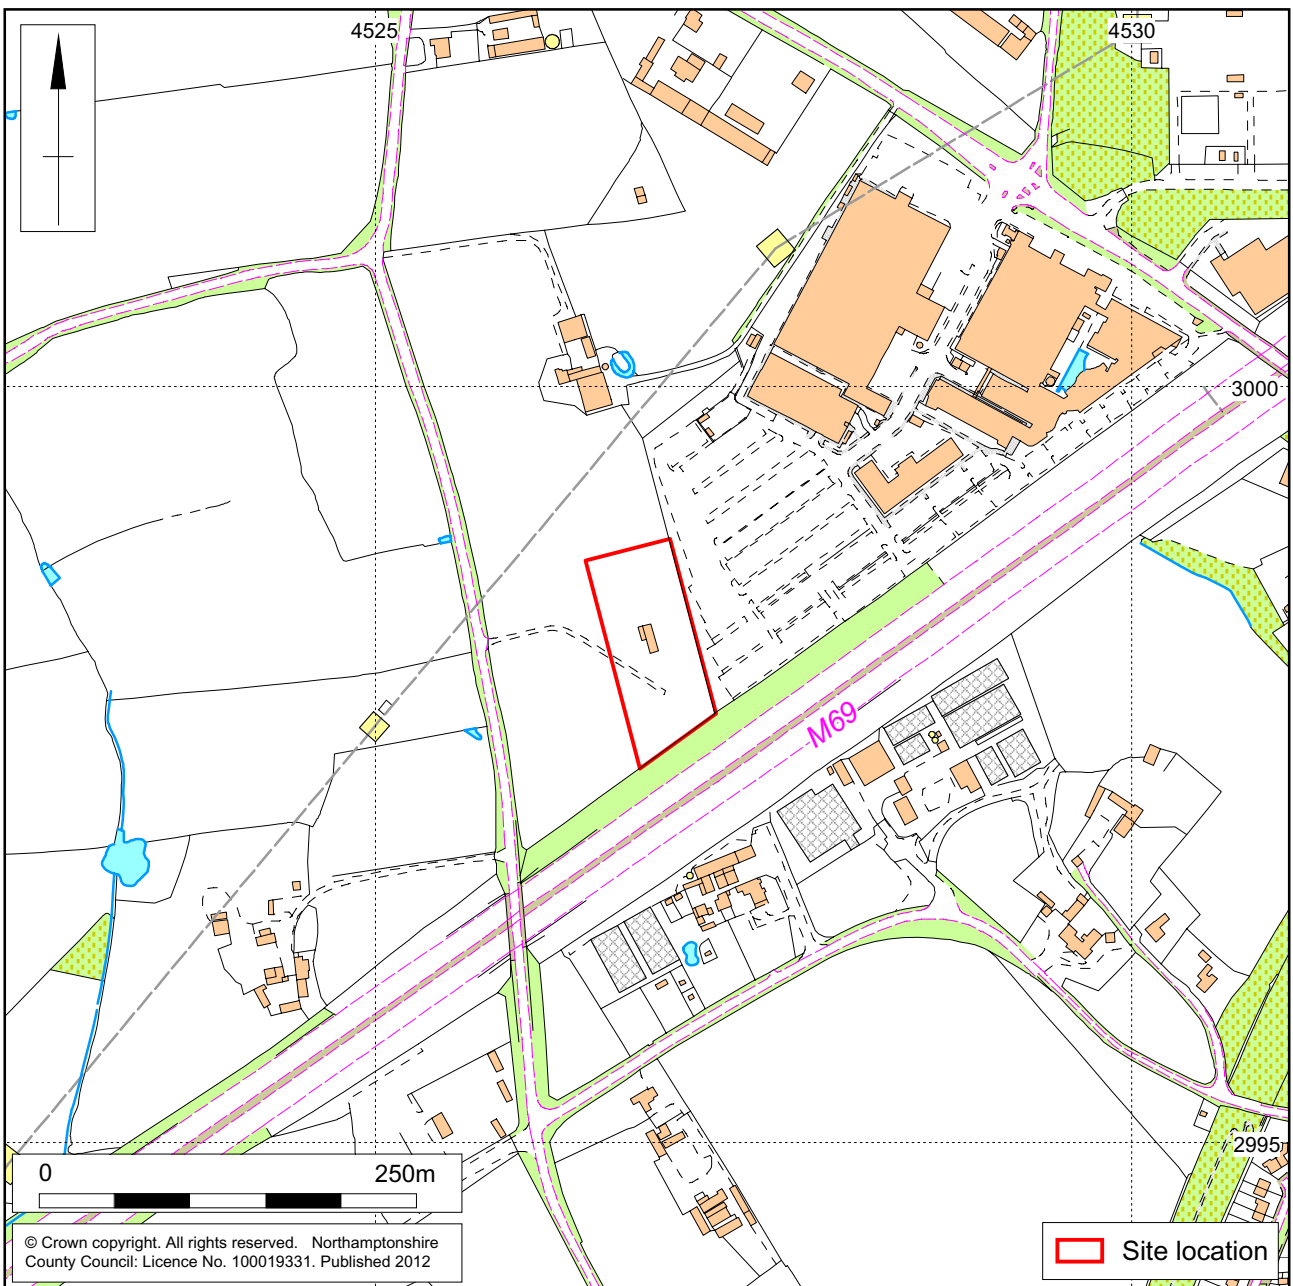 4525
4530
3000
M69
2995
0 250m
© Crown copyright. All rights reserved. Northamptonshire
County Council: Licence No. 100019331. Published 2012
Site location